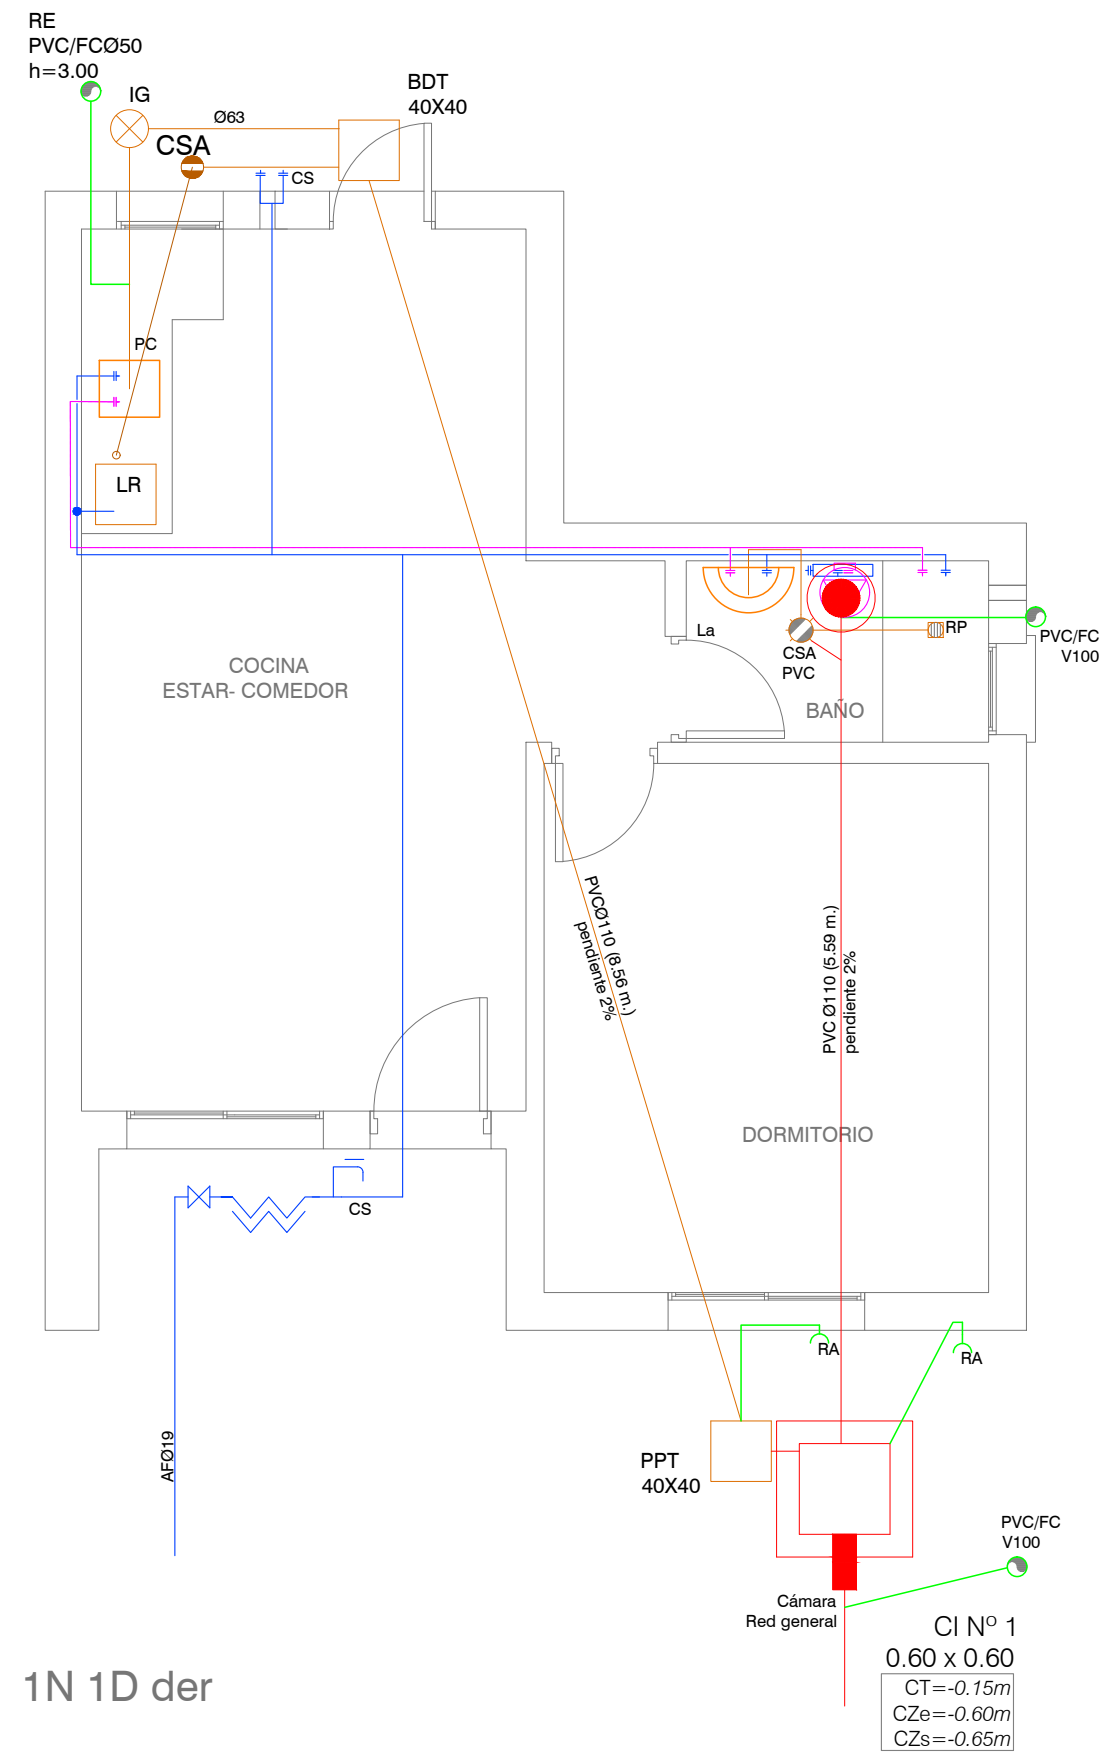 RE
PVC/FCØ50
h=3.00
IG
BDT
40X40
Ø63
CSA
CS
PC
LR
La
CSA
PVC
RP
PVC/FC
V100
COCINA
ESTAR- COMEDOR
BAÑO
PVCØ110 (8.56 m.)
pendiente 2%
PVC Ø110 (5.59 m.)
pendiente 2%
DORMITORIO
CS
RA
RA
AFØ19
PPT
40X40
PVC/FC
V100
Cámara
Red general
CI Nº 1
0.60 x 0.60
CT=-0.15m
CZe=-0.60m
CZs=-0.65m
1N 1D der